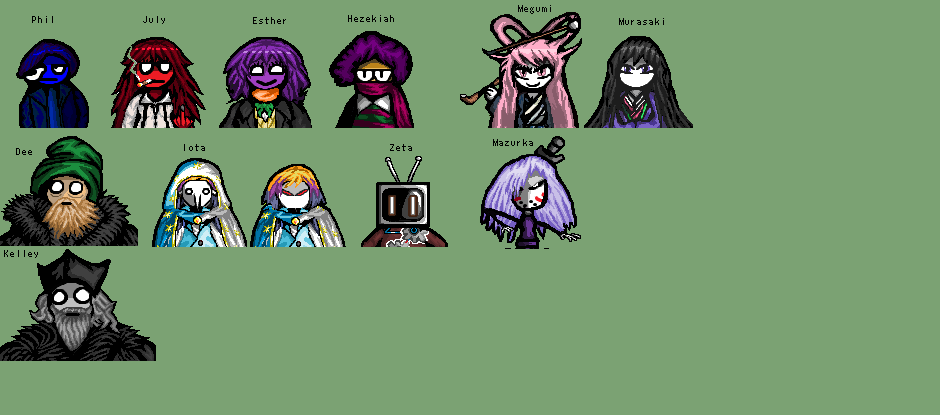 Phil
July
Esther
Hezekiah
Megumi
Murasaki
Dee
Iota
Zeta
Mazurka
Kelley